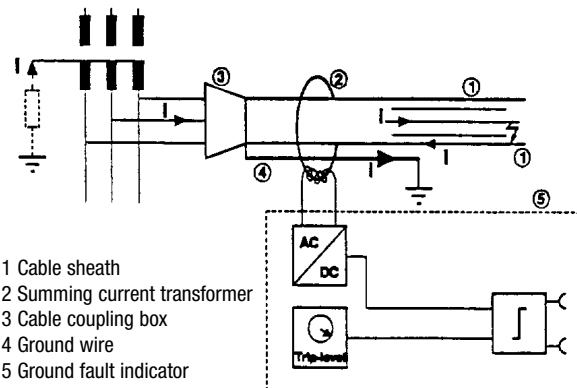 I
③
②
①
I
I
①
④
I
I
⑤
AC
DC
Trip-level
1 Cable sheath
2 Summing current transformer
3 Cable coupling box
4 Ground wire
5 Ground fault indicator